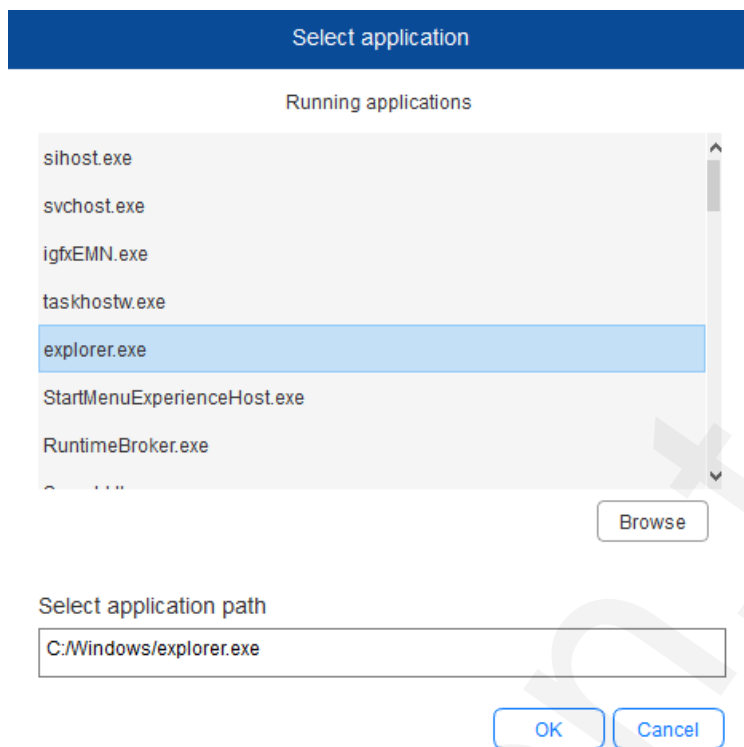 Select application
Running applications
sihost.exe
svchost.exe
igfxEMN.exe
taskhostw.exe
explorer.exe
StartMenuExperienceHost.exe
RuntimeBroker.exe
Browse
Select application path
C:/Windows/explorer.exe
OK
Cancel